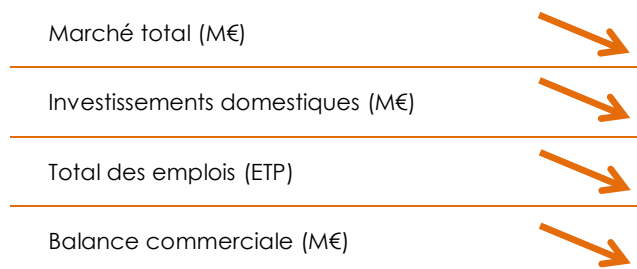 Marché total (M€)
Investissements domestiques (M€)
Total des emplois (ETP)
Balance commerciale (M€)